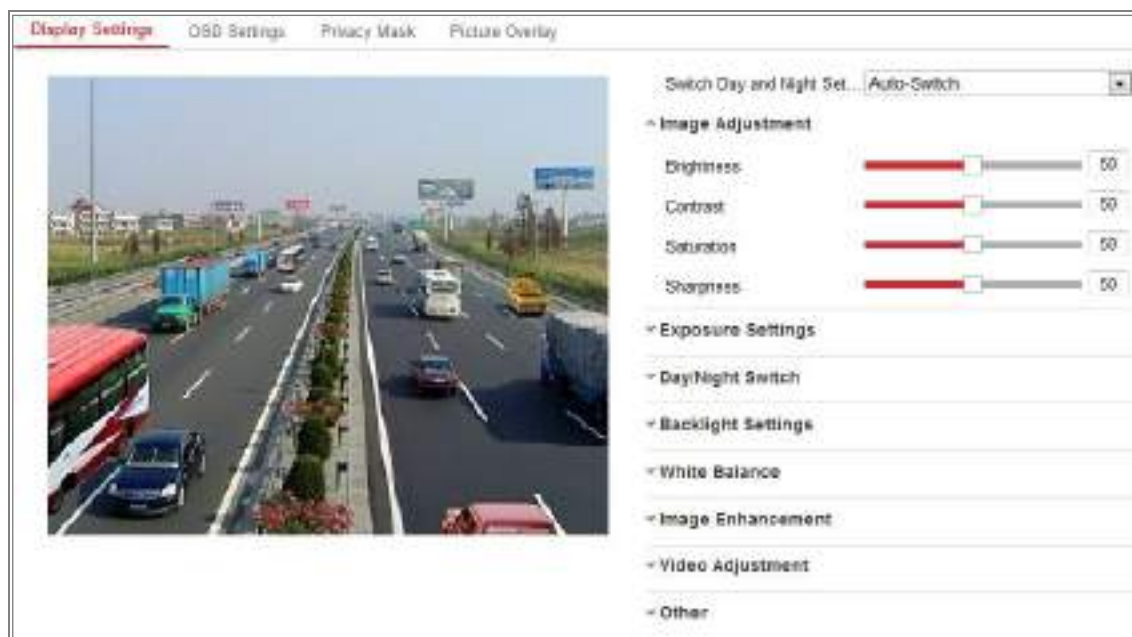 Display Settings OSD Settings Privacy Mask Picture Overlay
Switch Day and Night Set... Auto-Switch
Image Adjustment
Brightness 50
Contrast 50
Saturation 50
Sharpness 50
Exposure Settings
Day/Night Switch
Backlight Settings
White Balance
Image Enhancement
Video Adjustment
Other